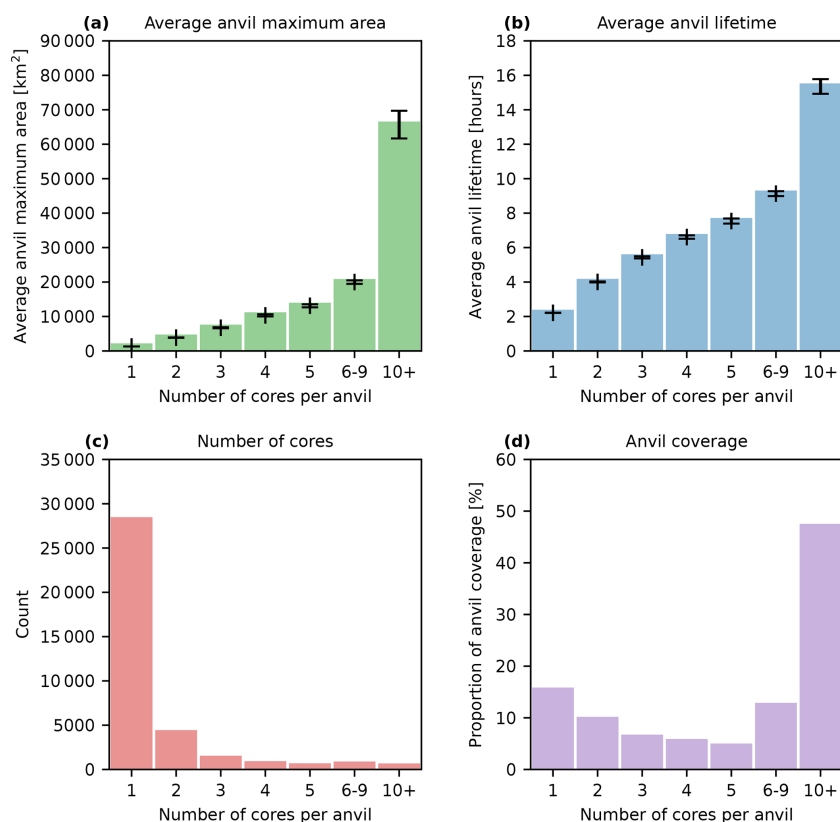 (a) Average anvil maximum area
90 000
80 000
70 000
60 000
50 000
40 000
30 000
20 000
10 000
0
Average anvil maximum area [km²]
1 2 3 4 5 6-9 10+
Number of cores per anvil
(b) Average anvil lifetime
18
16
14
12
10
8
6
4
2
0
Average anvil lifetime [hours]
1 2 3 4 5 6-9 10+
Number of cores per anvil
(c) Number of cores
35 000
30 000
25 000
20 000
15 000
10 000
5000
0
Count
1 2 3 4 5 6-9 10+
Number of cores per anvil
(d) Anvil coverage
60
50
40
30
20
10
0
Proportion of anvil coverage [%]
1 2 3 4 5 6-9 10+
Number of cores per anvil